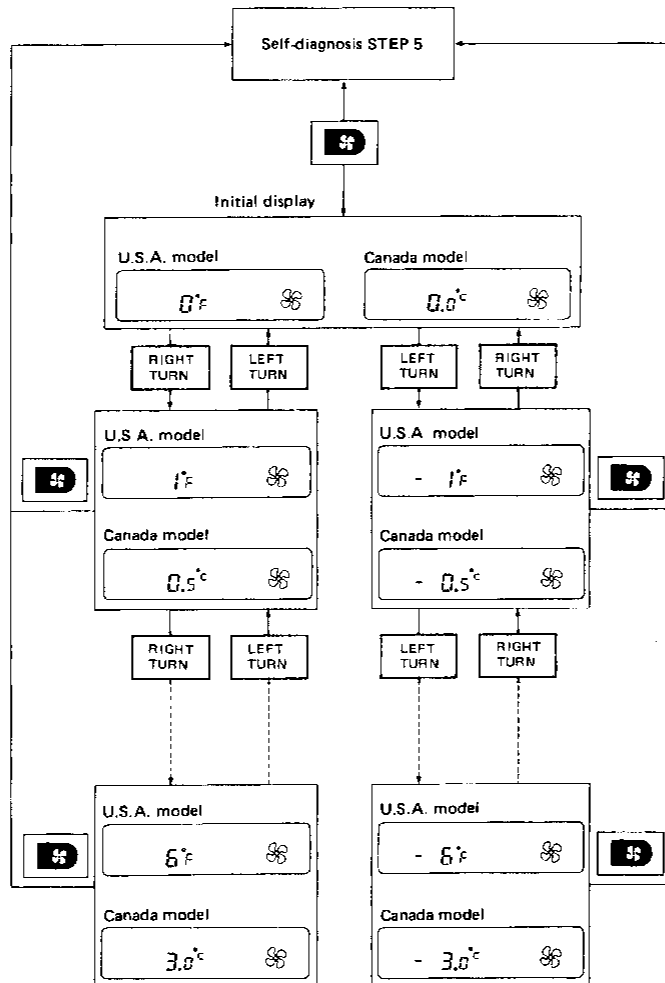 Self-diagnosis STEP 5
Initial display
U.S.A. model Canada model
0°F 0.0°C
RIGHT TURN LEFT TURN LEFT TURN RIGHT TURN
U.S.A. model U.S.A. model
1°F - 1°F
Canada model Canada model
0.5°C - 0.5°C
RIGHT TURN LEFT TURN LEFT TURN RIGHT TURN
U.S.A. model U.S.A. model
6°F - 6°F
Canada model Canada model
3.0°C - 3.0°C